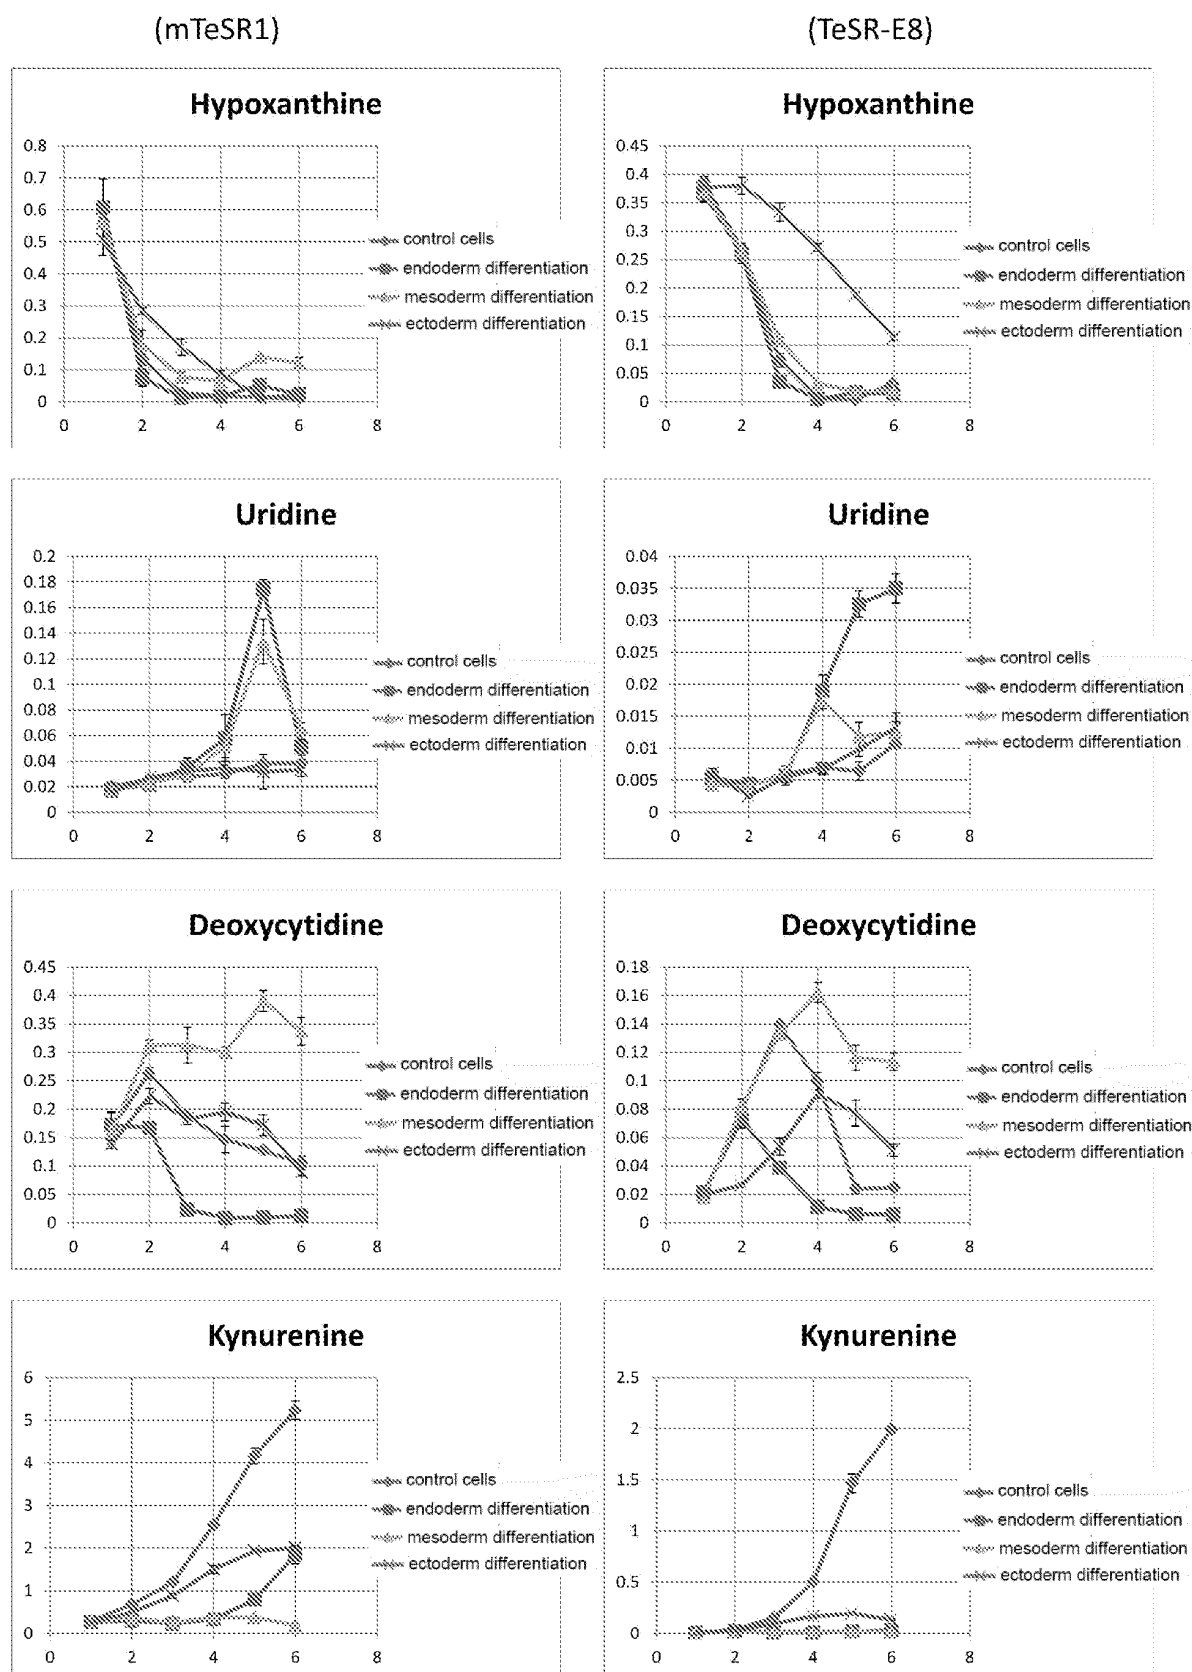 (mTeSR1)
(TeSR-E8)
Hypoxanthine
0.8
0.7
0.6
0.5
0.4
0.3
0.2
0.1
0
0 2 4 6 8
control cells
endoderm differentiation
mesoderm differentiation
ectoderm differentiation
Hypoxanthine
0.45
0.4
0.35
0.3
0.25
0.2
0.15
0.1
0.05
0
0 2 4 6 8
control cells
endoderm differentiation
mesoderm differentiation
ectoderm differentiation
Uridine
0.2
0.18
0.16
0.14
0.12
0.1
0.08
0.06
0.04
0.02
0
0 2 4 6 8
control cells
endoderm differentiation
mesoderm differentiation
ectoderm differentiation
Uridine
0.04
0.035
0.03
0.025
0.02
0.015
0.01
0.005
0
0 2 4 6 8
control cells
endoderm differentiation
mesoderm differentiation
ectoderm differentiation
Deoxycytidine
0.45
0.4
0.35
0.3
0.25
0.2
0.15
0.1
0.05
0
0 2 4 6 8
control cells
endoderm differentiation
mesoderm differentiation
ectoderm differentiation
Deoxycytidine
0.18
0.16
0.14
0.12
0.1
0.08
0.06
0.04
0.02
0
0 2 4 6 8
control cells
endoderm differentiation
mesoderm differentiation
ectoderm differentiation
Kynurenine
6
5
4
3
2
1
0
0 2 4 6 8
control cells
endoderm differentiation
mesoderm differentiation
ectoderm differentiation
Kynurenine
2.5
2
1.5
1
0.5
0
0 2 4 6 8
control cells
endoderm differentiation
mesoderm differentiation
ectoderm differentiation